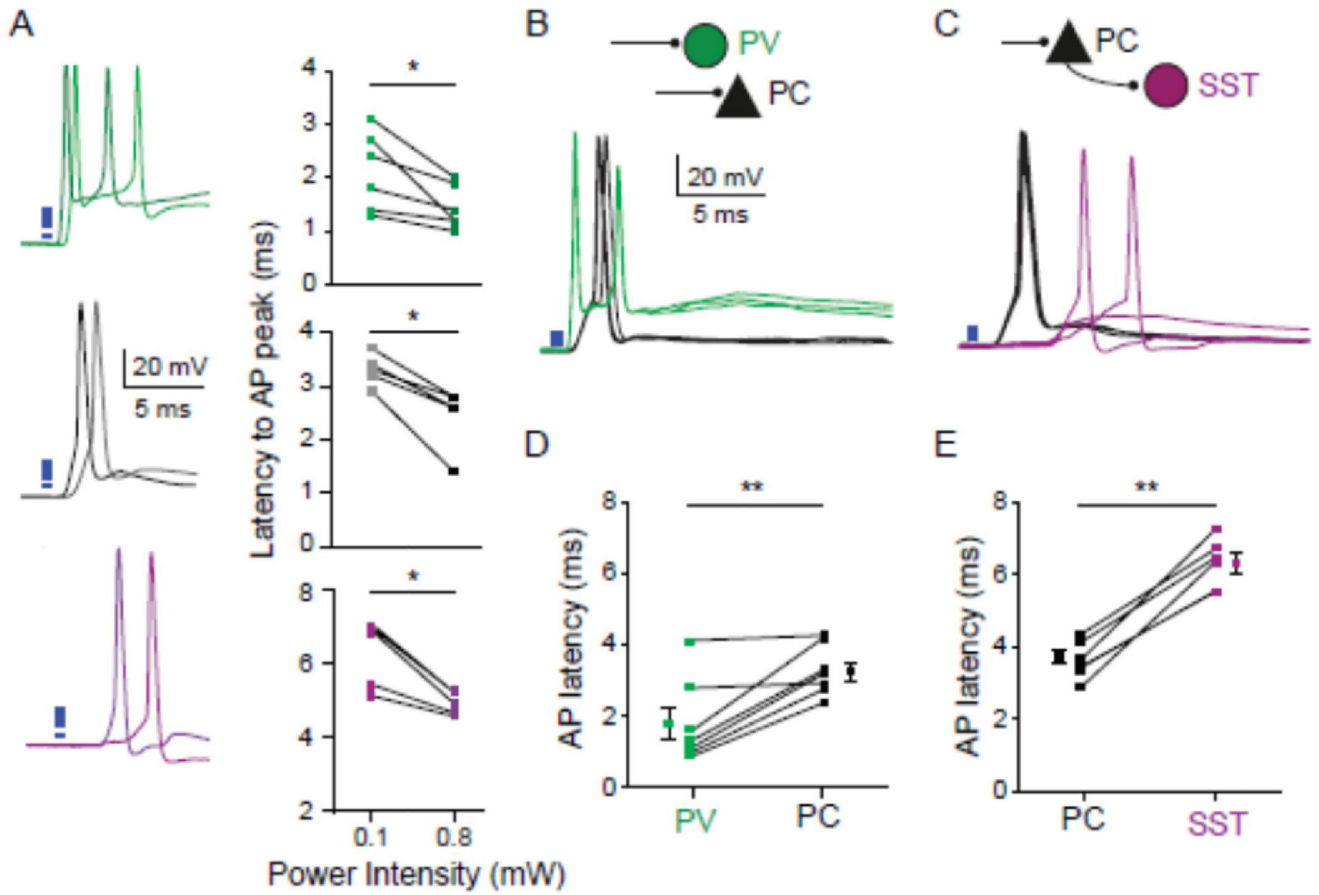 A
4
*
3
2
1
0
4
*
3
2
1
0
8
*
6
4
2
0.1
0.8
Power Intensity (mW)
Latency to AP peak (ms)
20 mV
5 ms
B
PV
PC
20 mV
5 ms
C
PC
SST
D
8
**
6
4
2
0
AP latency (ms)
PV
PC
E
8
**
6
4
2
0
AP latency (ms)
PC
SST